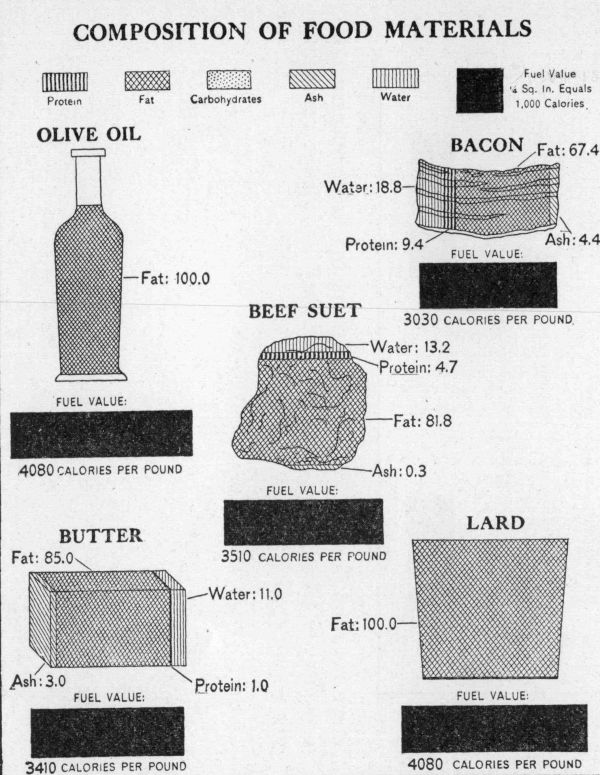 COMPOSITION OF FOOD MATERIALS
Protein
Fat
Carbohydrates
Ash
Water
Fuel Value
¼ Sq. In. Equals
1,000 Calories
OLIVE OIL
Fat: 100.0
FUEL VALUE:
4080 CALORIES PER POUND
BACON
Fat: 67.4
Water: 18.8
Protein: 9.4
Ash: 4.4
FUEL VALUE:
3030 CALORIES PER POUND
BEEF SUET
Water: 13.2
Protein: 4.7
Fat: 81.8
Ash: 0.3
FUEL VALUE:
3510 CALORIES PER POUND
BUTTER
Fat: 85.0
Water: 11.0
Ash: 3.0
Protein: 1.0
FUEL VALUE:
3410 CALORIES PER POUND
LARD
Fat: 100.0
FUEL VALUE:
4080 CALORIES PER POUND